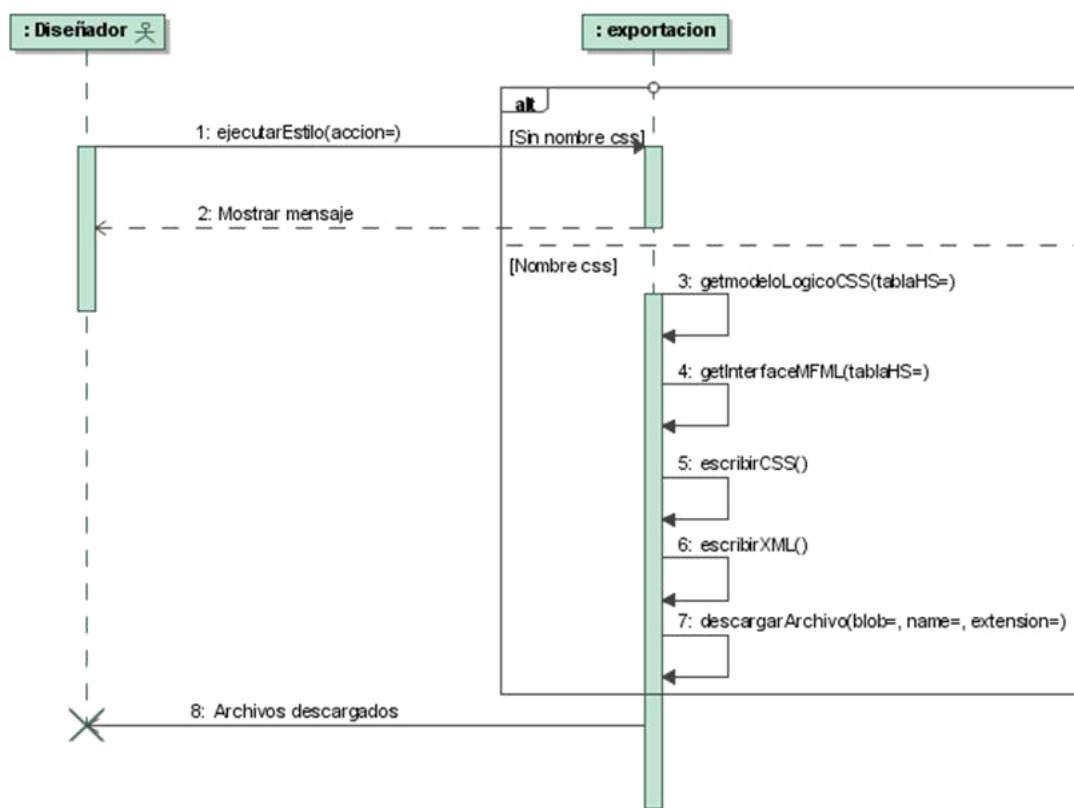 : Diseñador
: exportacion
alt
1: ejecutarEstilo(accion=)
[Sin nombre css]
2: Mostrar mensaje
[Nombre css]
3: getmodeloLogicoCSS(tablaHS=)
4: getInterfaceMFML(tablaHS=)
5: escribirCSS()
6: escribirXML()
7: descargarArchivo(blob=, name=, extension=)
8: Archivos descargados